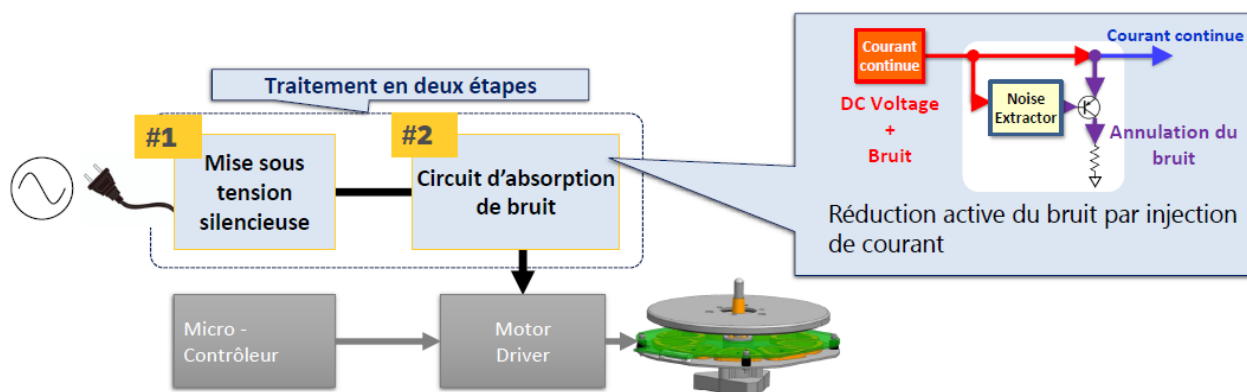 Traitement en deux étapes
#1
Mise sous
tension
silencieuse
#2
Circuit d'absorption
de bruit
Micro -
Contrôleur
Motor
Driver
Courant
continue
Courant continue
DC Voltage
+
Bruit
Noise
Extractor
Annulation du
bruit
Réduction active du bruit par injection
de courant